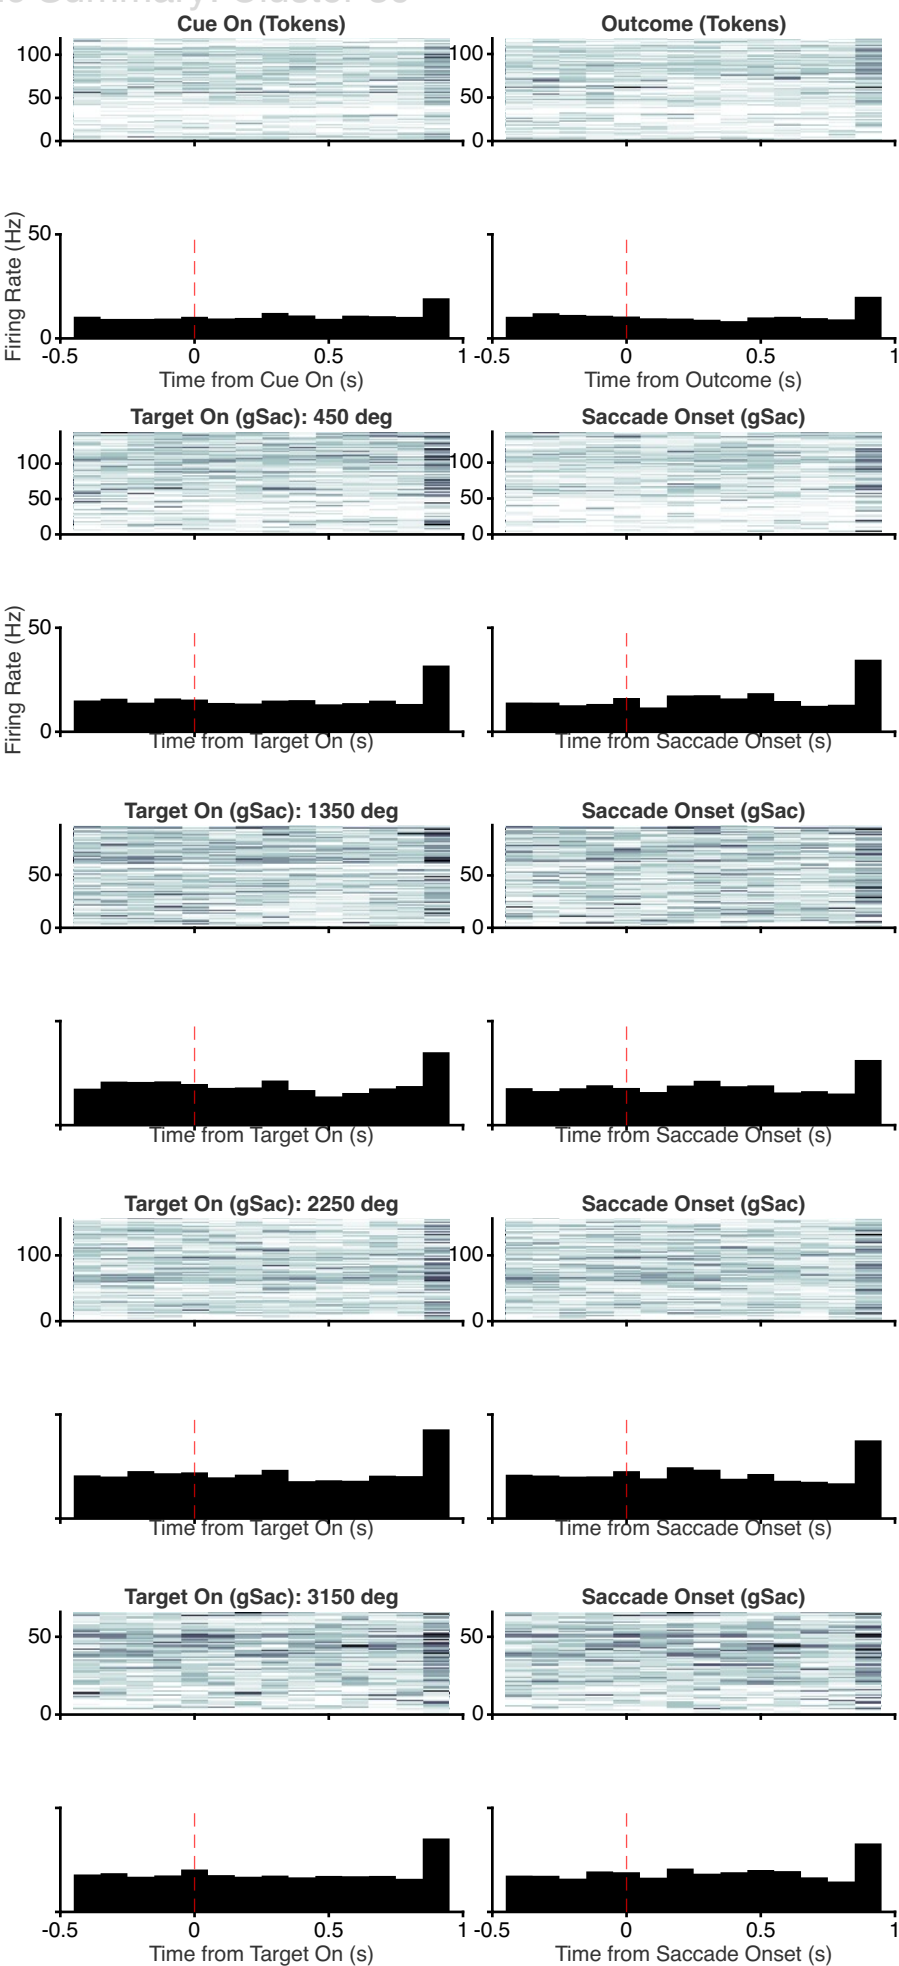 Summary: Cluster
Cue On (Tokens) Outcome (Tokens)
100 100
50 50
0 0
Firing Rate (Hz)
50
0
-0.5 0 0.5 1 -0.5 0 0.5 1
Time from Cue On (s) Time from Outcome (s)
Target On (gSac): 450 deg Saccade Onset (gSac)
100 100
50 50
0 0
Firing Rate (Hz)
50
0
Time from Target On (s) Time from Saccade Onset (s)
Target On (gSac): 1350 deg Saccade Onset (gSac)
50 50
0 0
Time from Target On (s) Time from Saccade Onset (s)
Target On (gSac): 2250 deg Saccade Onset (gSac)
100 100
0 0
Time from Target On (s) Time from Saccade Onset (s)
Target On (gSac): 3150 deg Saccade Onset (gSac)
50 50
0 0
-0.5 0 0.5 1 -0.5 0 0.5 1
Time from Target On (s) Time from Saccade Onset (s)